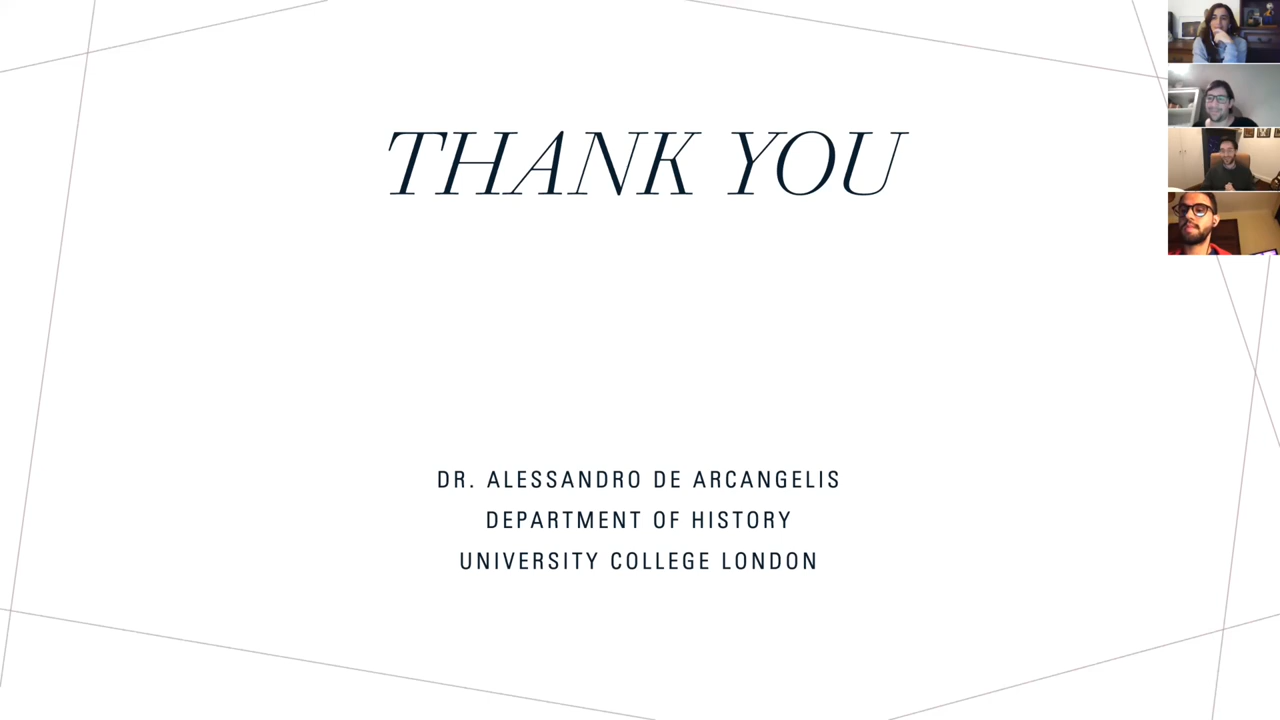 THANK YOU
DR. ALESSANDRO DE ARCANGELIS
DEPARTMENT OF HISTORY
UNIVERSITY COLLEGE LONDON